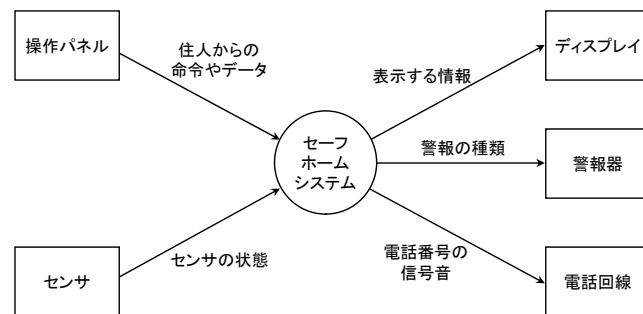 操作パネル
住人からの
命令やデータ
表示する情報
ディスプレイ
セーフ
ホーム
システム
警報の種類
警報器
センサ
センサの状態
電話番号の
信号音
電話回線